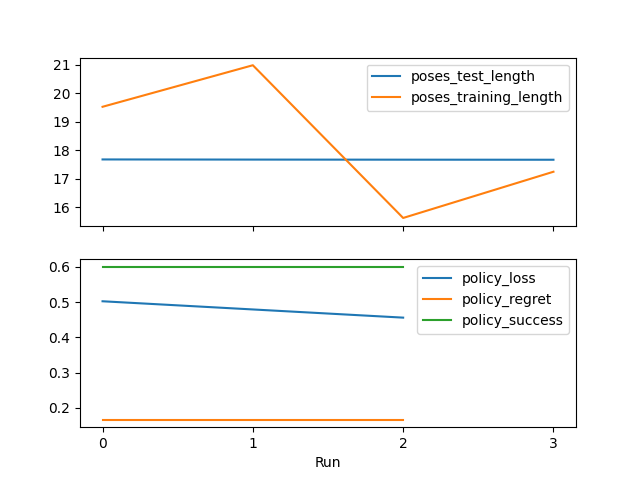 21
20
19
18
17
16
poses_test_length
poses_training_length
0.6
0.5
0.4
0.3
0.2
policy_loss
policy_regret
policy_success
0
1
2
3
Run